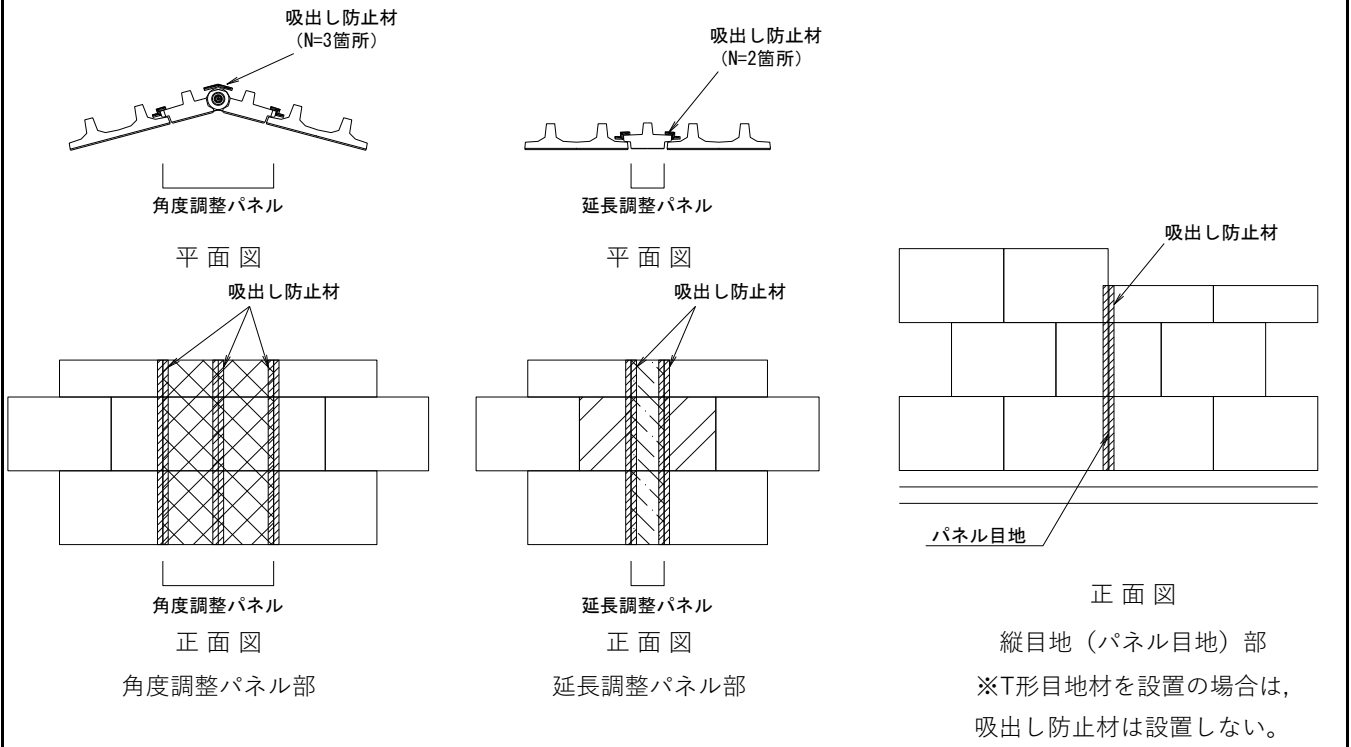 吸出し防止材
（N=3箇所）
角度調整パネル
平面図
吸出し防止材
角度調整パネル
正面図
角度調整パネル部
吸出し防止材
（N=2箇所）
延長調整パネル
平面図
吸出し防止材
延長調整パネル
正面図
延長調整パネル部
吸出し防止材
パネル目地
正面図
縦目地（パネル目地）部
※T形目地材を設置の場合は,
吸出し防止材は設置しない。